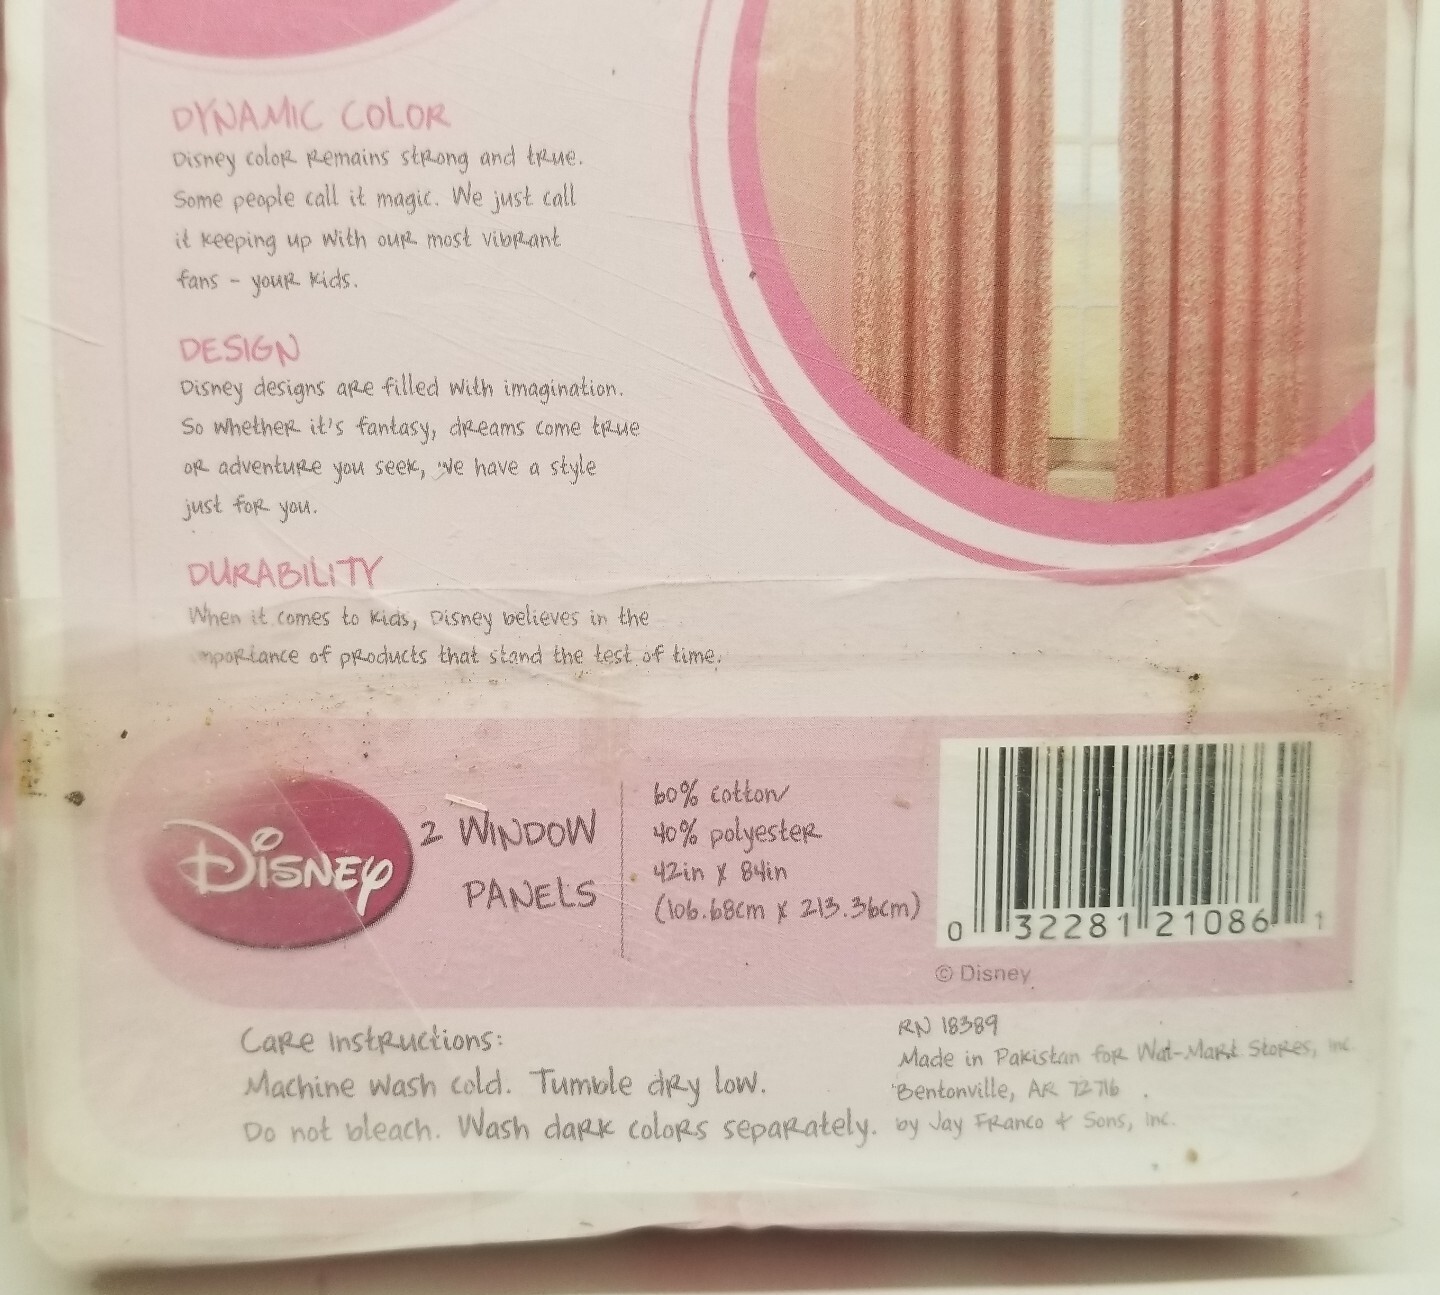 DYNAMIC COLOR
Disney color remains strong and true.
Some people call it magic. We just call
it keeping up with our most vibrant
fans - your kids.
DESIGN
Disney designs are filled with imagination.
So whether it's fantasy, dreams come true
or adventure you seek, we have a style
just for you.
DURABILITY
When it comes to kids, Disney believes in the
importance of products that stand the test of time.
Disney
2 WINDOW
PANELS
60% cotton
40% polyester
42in x 84in
(106.68cm x 213.36cm)
0 32281 21086 1
© Disney
Care Instructions:
Machine wash cold. Tumble dry low.
Do not bleach. Wash dark colors separately.
RN 18389
Made in Pakistan for Wal-Mart Stores, Inc.
Bentonville, AR 72716
by Jay Franco & Sons, Inc.